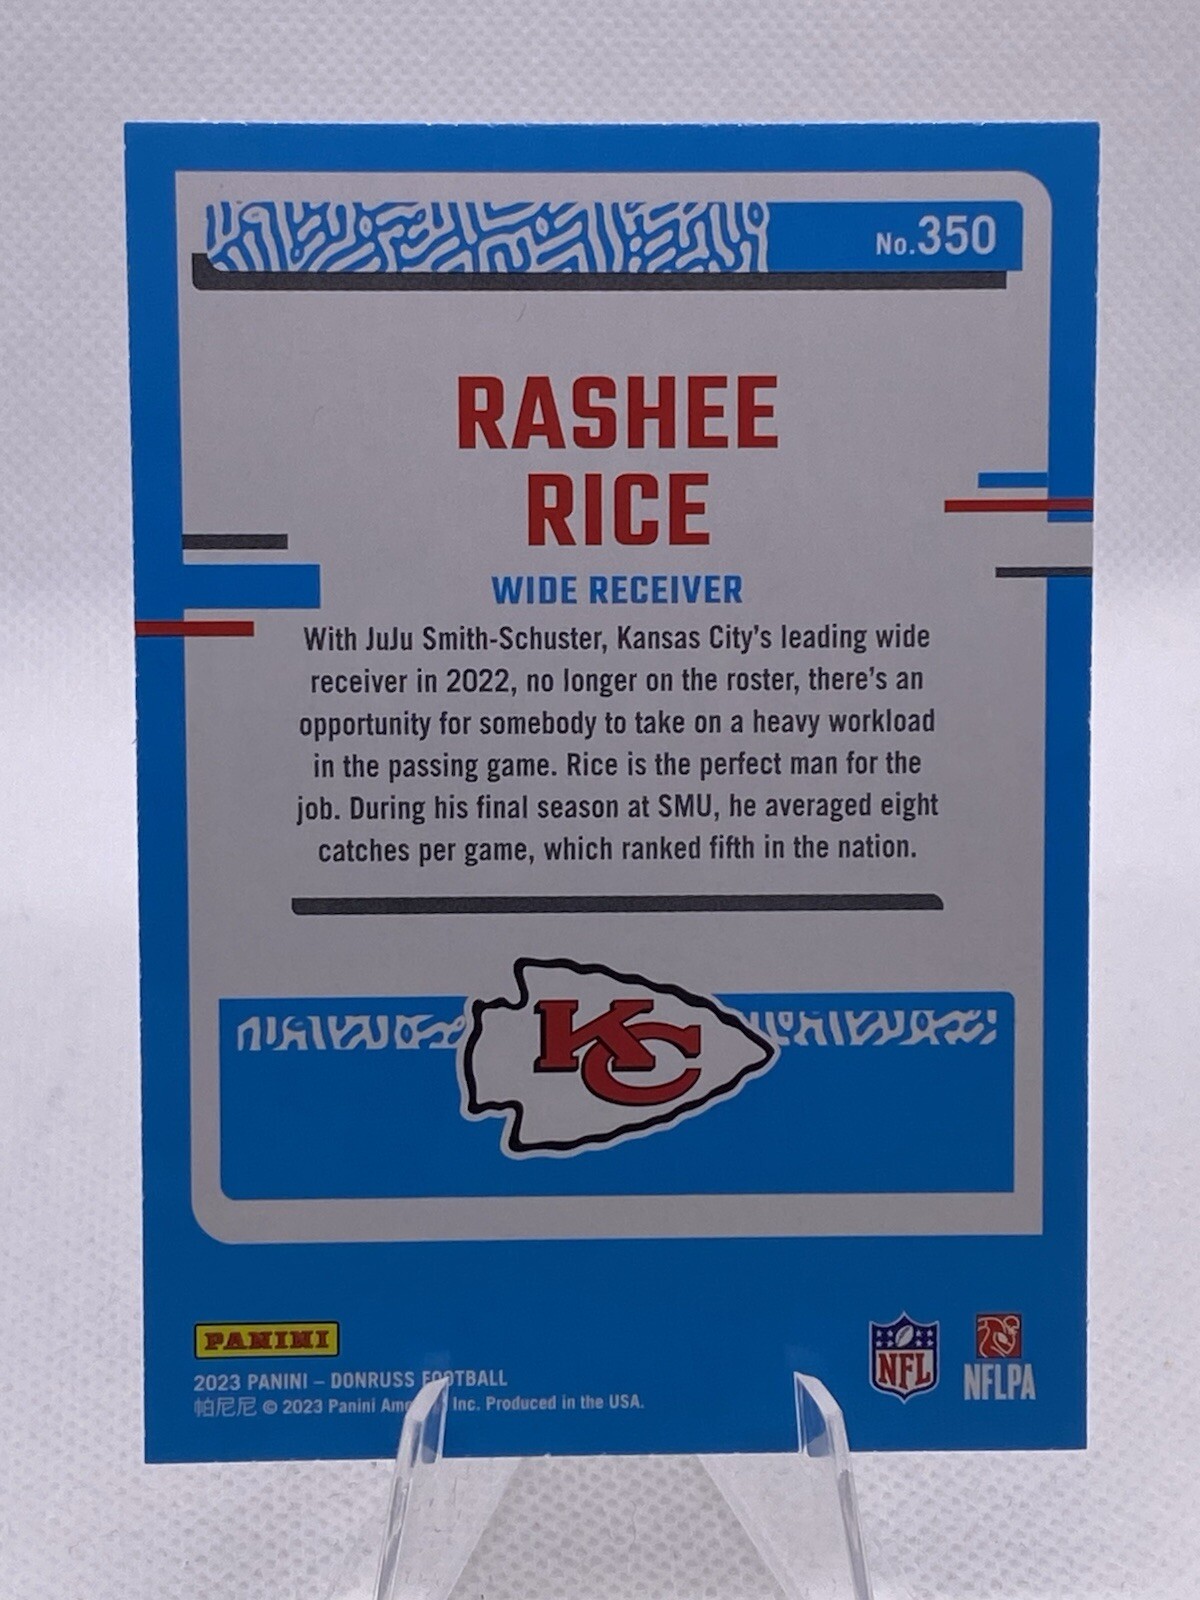 No.350
RASHEE
RICE
WIDE RECEIVER
With JuJu Smith-Schuster, Kansas City's leading wide
receiver in 2022, no longer on the roster, there's an
opportunity for somebody to take on a heavy workload
in the passing game. Rice is the perfect man for the
job. During his final season at SMU, he averaged eight
catches per game, which ranked fifth in the nation.
KC
PANINI
2023 PANINI – DONRUSS FOOTBALL
帕尼尼 © 2023 Panini Inc. Produced in the USA.
NFL
NFLPA